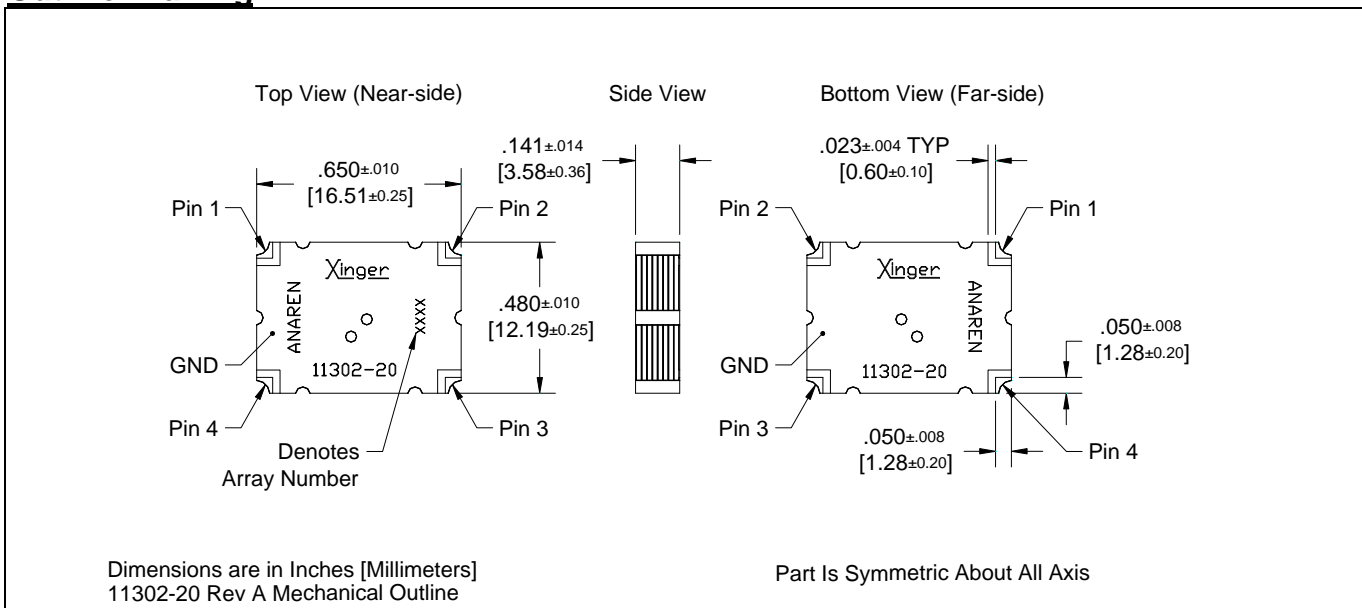 Top View (Near-side)
Side View
Bottom View (Far-side)
.650±.010
[16.51±0.25]
.141±.014
[3.58±0.36]
.023±.004 TYP
[0.60±0.10]
Pin 1
Pin 2
Pin 2
Pin 1
Xinger
ANAREN
XXXX
11302-20
.480±.010
[12.19±0.25]
Xinger
ANAREN
11302-20
.050±.008
[1.28±0.20]
GND
GND
Pin 4
Pin 3
Pin 3
Pin 4
Denotes
Array Number
.050±.008
[1.28±0.20]
Dimensions are in Inches [Millimeters]
11302-20 Rev A Mechanical Outline
Part Is Symmetric About All Axis